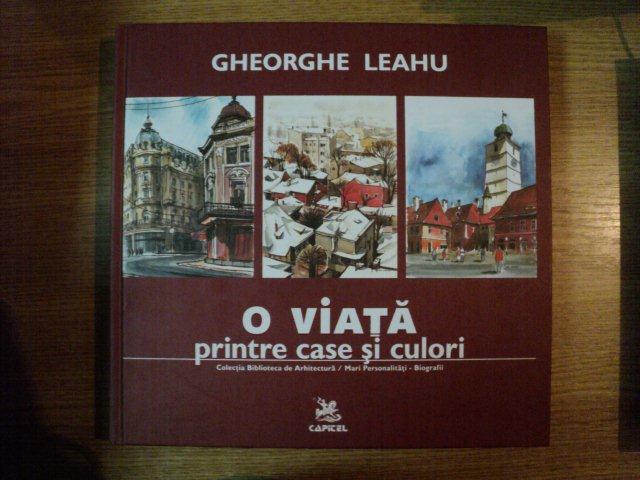 GHEORGHE LEAHU
O VIAȚĂ
printre case și culori
Colecția Biblioteca de Arhitectură / Mari Personalități - Biografii
CAPITEL